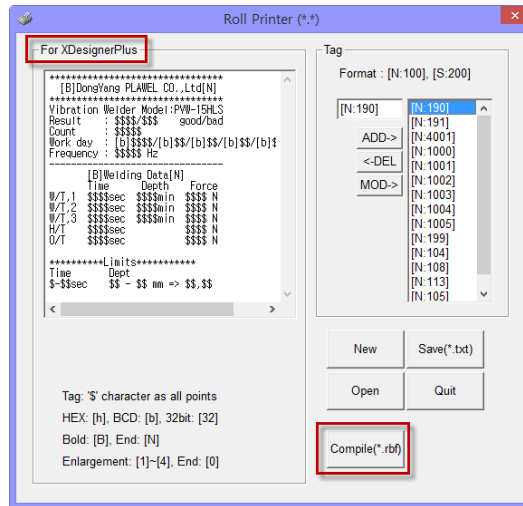 Roll Printer (*.*)
For XDesignerPlus
*********************************
[B]DongYang PLAWEL CO.,Ltd[N]
*********************************
Vibration Welder Model:PVW-15HLS
Result : $$$$/$$$ good/bad
Count : $$$$$
Work day : [b]$$$$/[b]$$/[b]$$/[b]$$/[b]$
Frequency : $$$$$ Hz
---------------------------------
[B]Welding Data[N]
Time Depth Force
W/T,1 $$$$sec $$$$min $$$$ N
W/T,2 $$$$sec $$$$min $$$$ N
W/T,3 $$$$sec $$$$min $$$$ N
H/T $$$$sec $$$$ N
O/T $$$$sec $$$$ N
**********Limits***********
Time Dept
$-$$sec $$ - $$ mm => $$,$$
Tag: '$' character as all points
HEX: [h], BCD: [b], 32bit: [32]
Bold: [B], End: [N]
Enlargement: [1]~[4], End: [0]
Tag
Format : [N:100], [S:200]
[N:190]
ADD->
<-DEL
MOD->
[N:190]
[N:191]
[N:4001]
[N:1000]
[N:1001]
[N:1002]
[N:1003]
[N:1004]
[N:1005]
[N:199]
[N:104]
[N:108]
[N:113]
[N:105]
New
Save(*.txt)
Open
Quit
Compile(*.rbf)